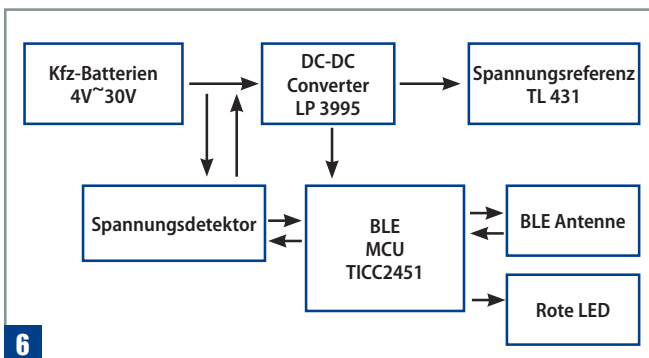 Kfz-Batterien
4V~30V
DC-DC
Converter
LP 3995
Spannungsreferenz
TL 431
Spannungsdetektor
BLE
MCU
TICC2451
BLE Antenne
Rote LED
6